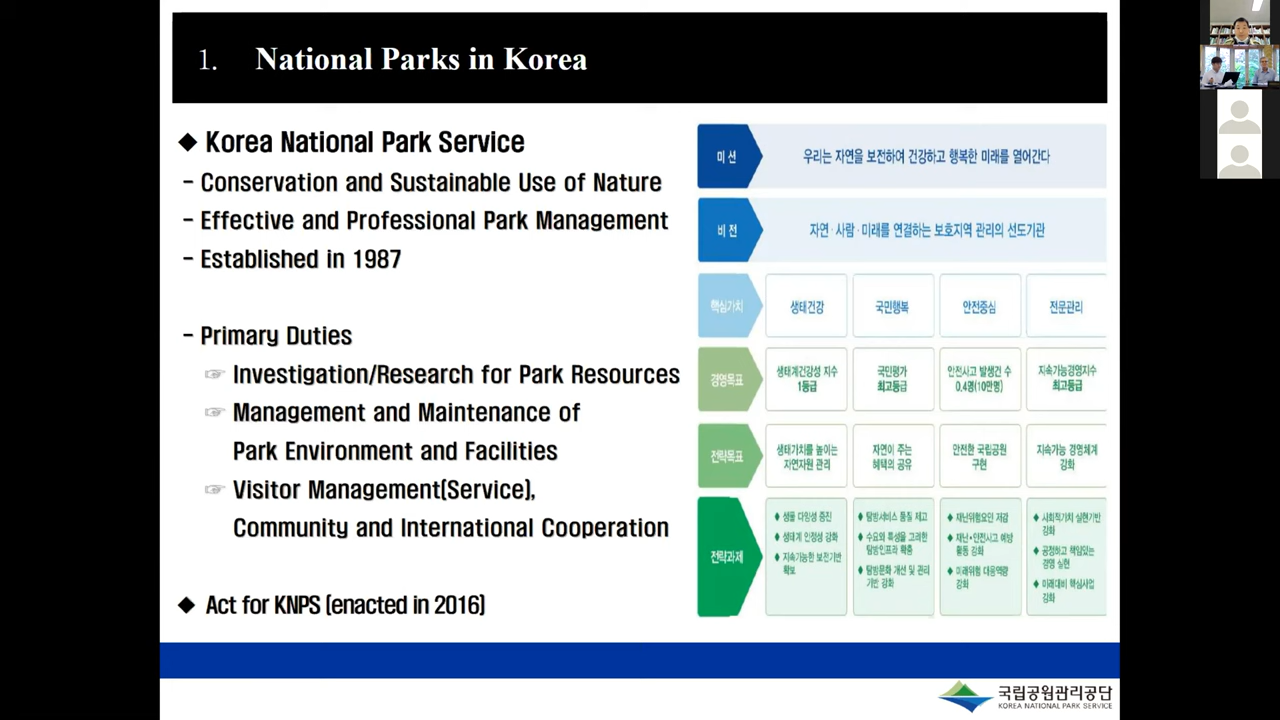 1. National Parks in Korea
◆ Korea National Park Service
- Conservation and Sustainable Use of Nature
- Effective and Professional Park Management
- Established in 1987
- Primary Duties
☞ Investigation/Research for Park Resources
☞ Management and Maintenance of
Park Environment and Facilities
☞ Visitor Management(Service),
Community and International Cooperation
◆ Act for KNPS (enacted in 2016)
미 션
우리는 자연을 보전하여 건강하고 행복한 미래를 열어간다
비 전
자연·사람·미래를 연결하는 보호지역 관리의 선도기관
핵심가치
생태건강
국민행복
안전중심
전문관리
경영목표
생태계건강성 지수
1등급
국민평가
최고등급
안전사고 발생건 수
0.4명(10만명)
지속가능경영지수
최고등급
전략목표
생태가치를 높이는
자연자원 관리
자연이 주는
혜택의 공유
안전한 국립공원
구현
지속가능 경영체계
강화
전략과제
◆ 생물 다양성 증진
◆ 생태계 안정성 강화
◆ 지속가능한 보전기반
확보
◆ 탐방서비스 품질 제고
◆ 수요와 특성을 고려한
탐방인프라 확충
◆ 탐방문화 개선 및 관리
기반 강화
◆ 재난위험요인 저감
◆ 재난·안전사고 예방
활동 강화
◆ 미래위험 대응역량
강화
◆ 사회적가치 실현기반
강화
◆ 공정하고 책임있는
경영 실현
◆ 미래대비 핵심사업
강화
국립공원관리공단
KOREA NATIONAL PARK SERVICE